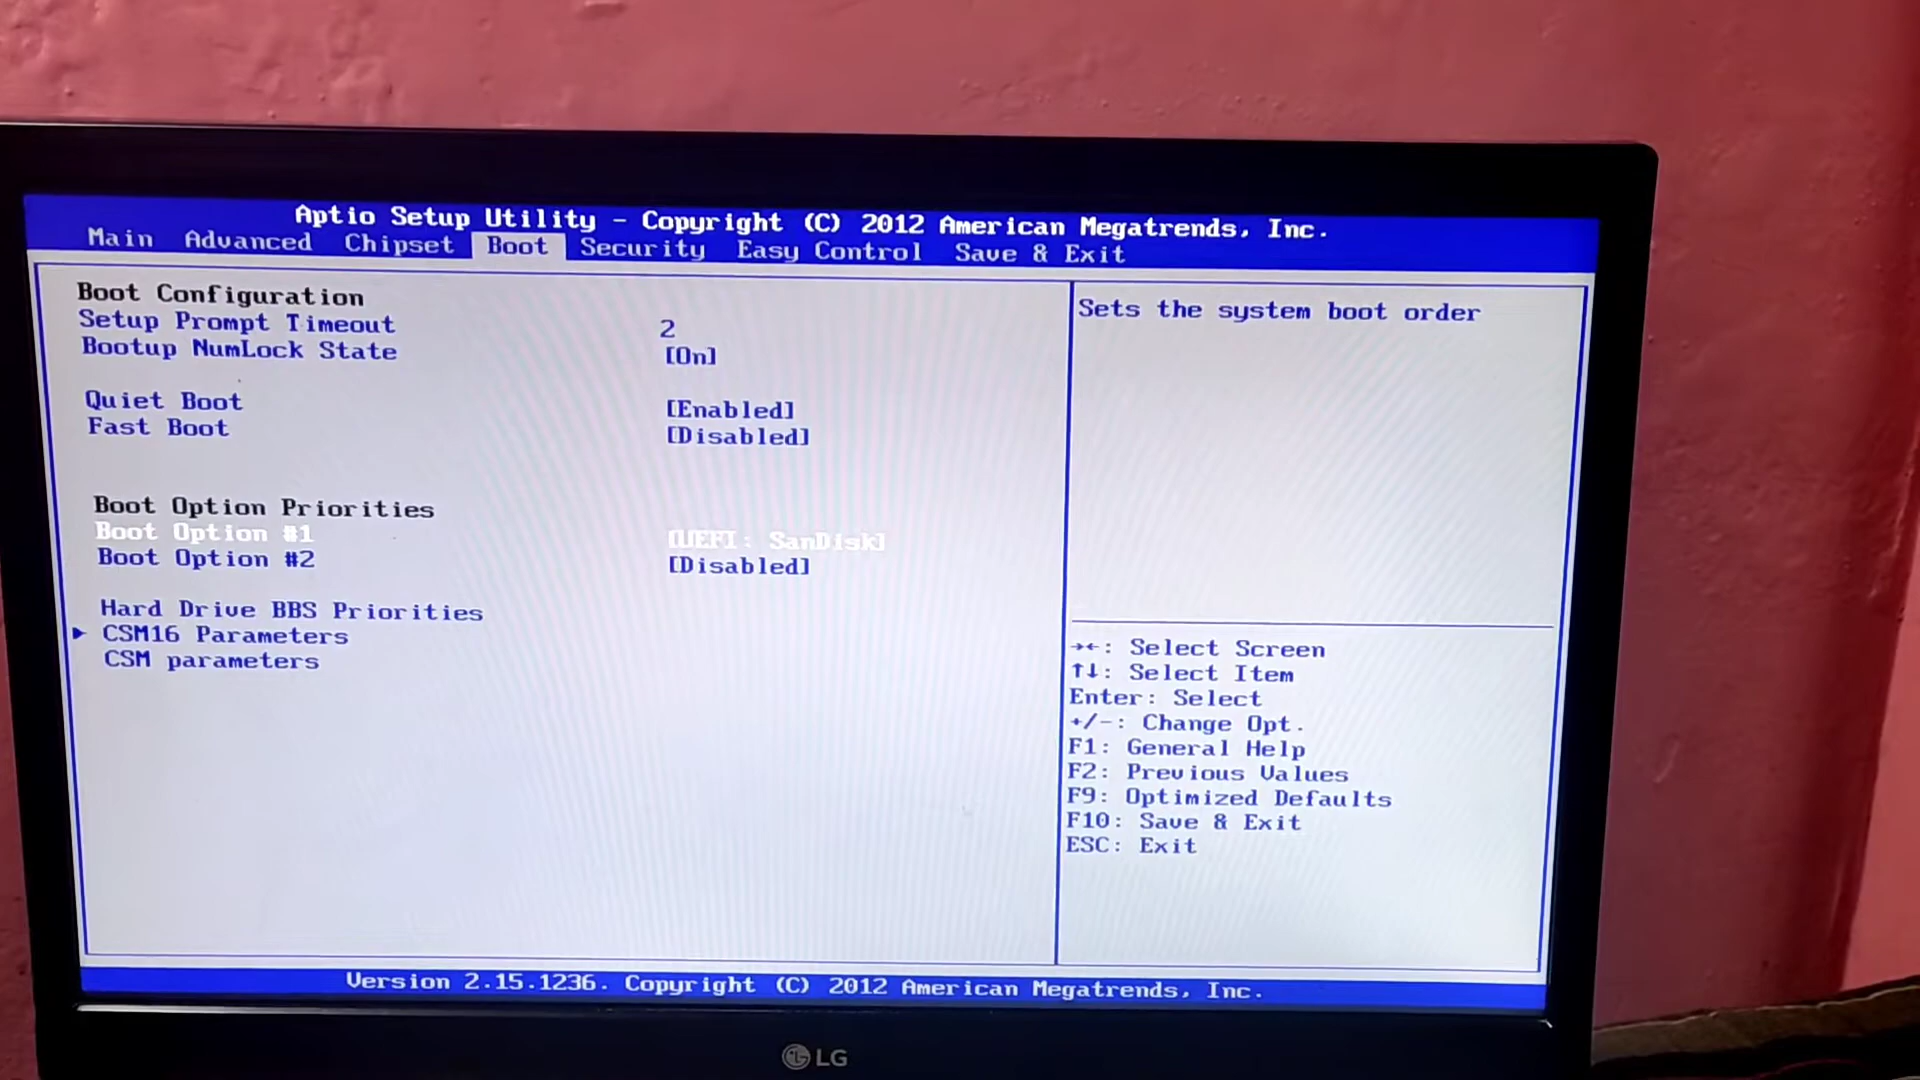 Aptio Setup Utility - Copyright (C) 2012 American Megatrends, Inc.
Main Advanced Chipset Boot Security Easy Control Save & Exit
Boot Configuration
Setup Prompt Timeout 2
Bootup NumLock State [On]
Quiet Boot [Enabled]
Fast Boot [Disabled]
Boot Option Priorities
Boot Option #1 [UEFI: SanDisk]
Boot Option #2 [Disabled]
Hard Drive BBS Priorities
► CSM16 Parameters
CSM parameters
Sets the system boot order
→←: Select Screen
↑↓: Select Item
Enter: Select
+/-: Change Opt.
F1: General Help
F2: Previous Values
F9: Optimized Defaults
F10: Save & Exit
ESC: Exit
Version 2.15.1236. Copyright (C) 2012 American Megatrends, Inc.
LG